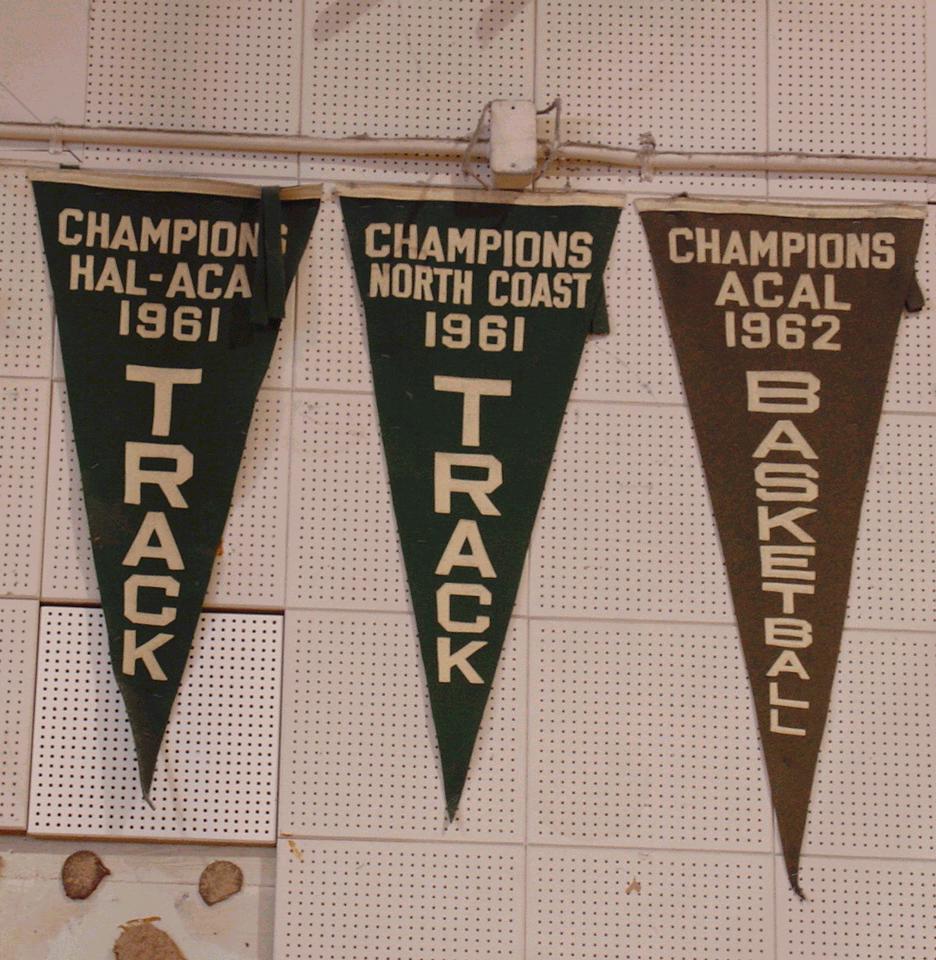 CHAMPIONS
HAL-ACA
1961
TRACK
CHAMPIONS
NORTH COAST
1961
TRACK
CHAMPIONS
ACAL
1962
BASKETBALL